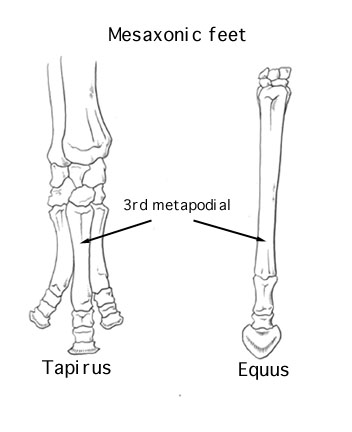 Mesaxonic feet
3rd metapodial
Tapirus
Equus